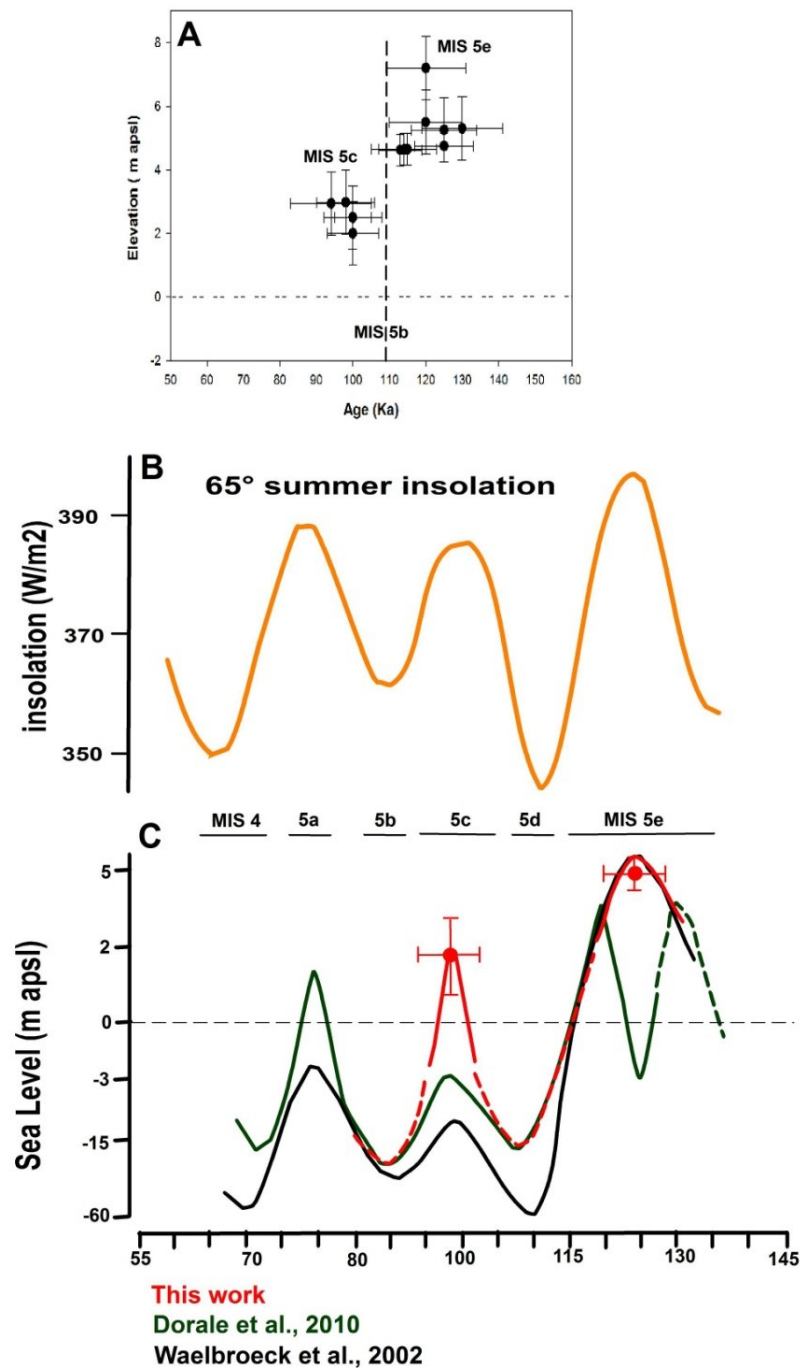 A
MIS 5e
MIS 5c
MIS 5b
Elevation ( m apsl)
8
6
4
2
0
-2
50 60 70 80 90 100 110 120 130 140 150 160
Age (Ka)
B
65° summer insolation
insolation (W/m2)
390
370
350
MIS 4 5a 5b 5c 5d MIS 5e
C
Sea Level (m apsl)
5
2
0
-3
-15
-60
55 70 85 100 115 130 145
This work
Dorale et al., 2010
Waelbroeck et al., 2002